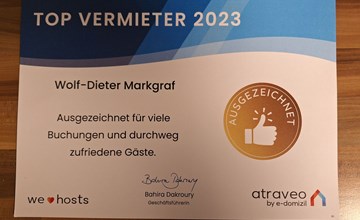 TOP VERMIETER 2023
Wolf-Dieter Markgraf
Ausgezeichnet für viele
Buchungen und durchweg
zufriedene Gäste.
AUSGEZEICHNET
Bahira Dakroury
Bahira Dakroury
Geschäftsführerin
we hosts
atraveo
by e-domizil